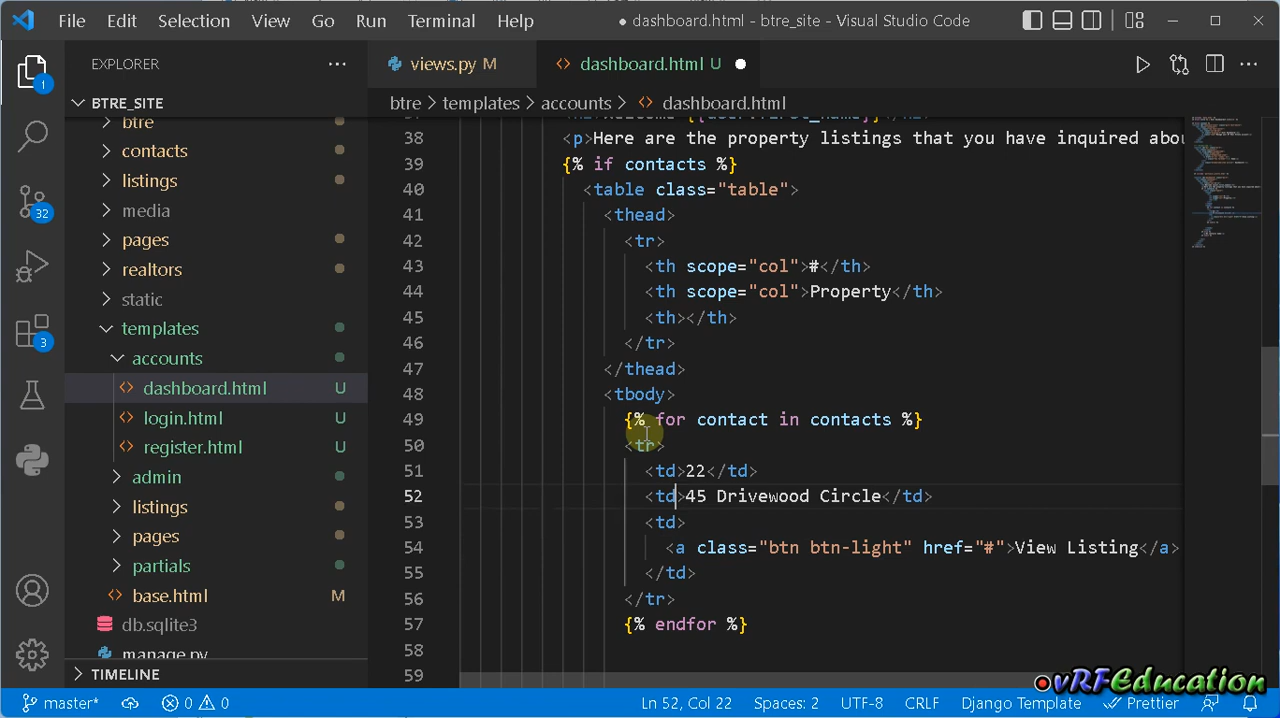 File Edit Selection View Go Run Terminal Help
● dashboard.html - btre_site - Visual Studio Code
EXPLORER
BTRE_SITE
btre
contacts
listings
media
pages
realtors
static
templates
accounts
dashboard.html U
login.html U
register.html U
admin
listings
pages
partials
base.html M
db.sqlite3
manage.py
TIMELINE
1
32
3
views.py M
dashboard.html U
btre > templates > accounts > dashboard.html
38 <p>Here are the property listings that you have inquired abou
39 {% if contacts %}
40 <table class="table">
41 <thead>
42 <tr>
43 <th scope="col">#</th>
44 <th scope="col">Property</th>
45 <th></th>
46 </tr>
47 </thead>
48 <tbody>
49 {% for contact in contacts %}
50 <tr>
51 <td>22</td>
52 <td>45 Drivewood Circle</td>
53 <td>
54 <a class="btn btn-light" href="#">View Listing</a>
55 </td>
56 </tr>
57 {% endfor %}
58
59
vRFEducation
master* 0 0 Ln 52, Col 22 Spaces: 2 UTF-8 CRLF Django Template Prettier